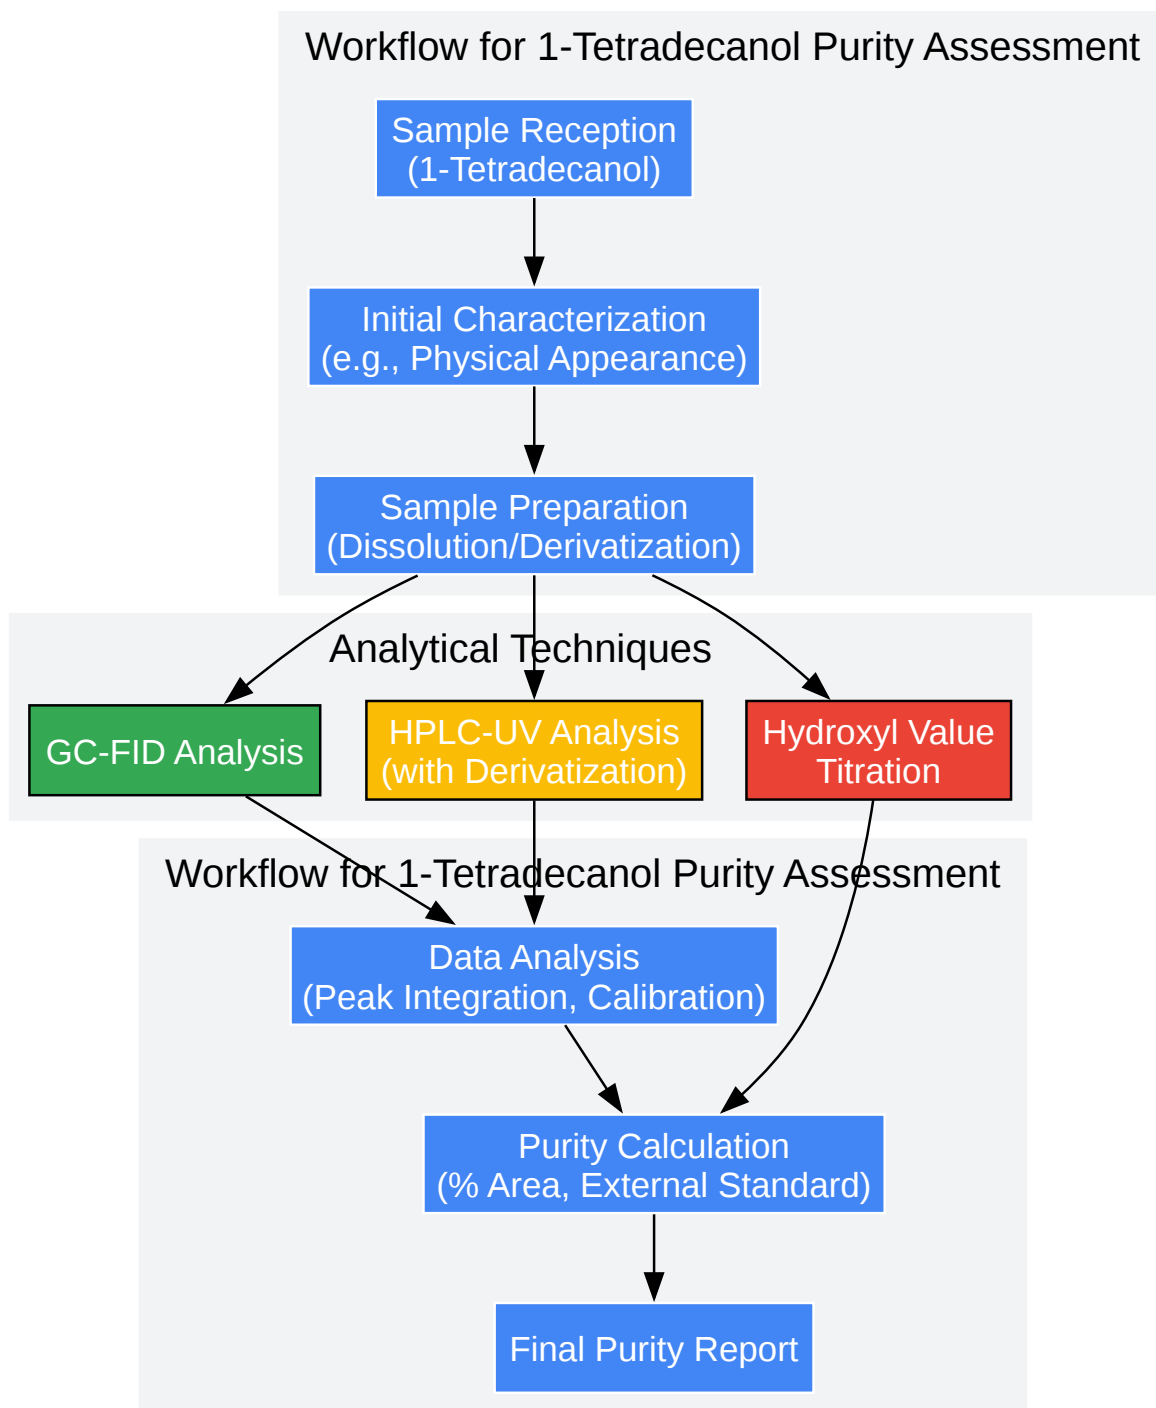 Workflow for 1-Tetradecanol Purity Assessment
Sample Reception
(1-Tetradecanol)
Initial Characterization
(e.g., Physical Appearance)
Sample Preparation
(Dissolution/Derivatization)
Analytical Techniques
GC-FID Analysis
HPLC-UV Analysis
(with Derivatization)
Hydroxyl Value
Titration
Workflow for 1-Tetradecanol Purity Assessment
Data Analysis
(Peak Integration, Calibration)
Purity Calculation
(% Area, External Standard)
Final Purity Report